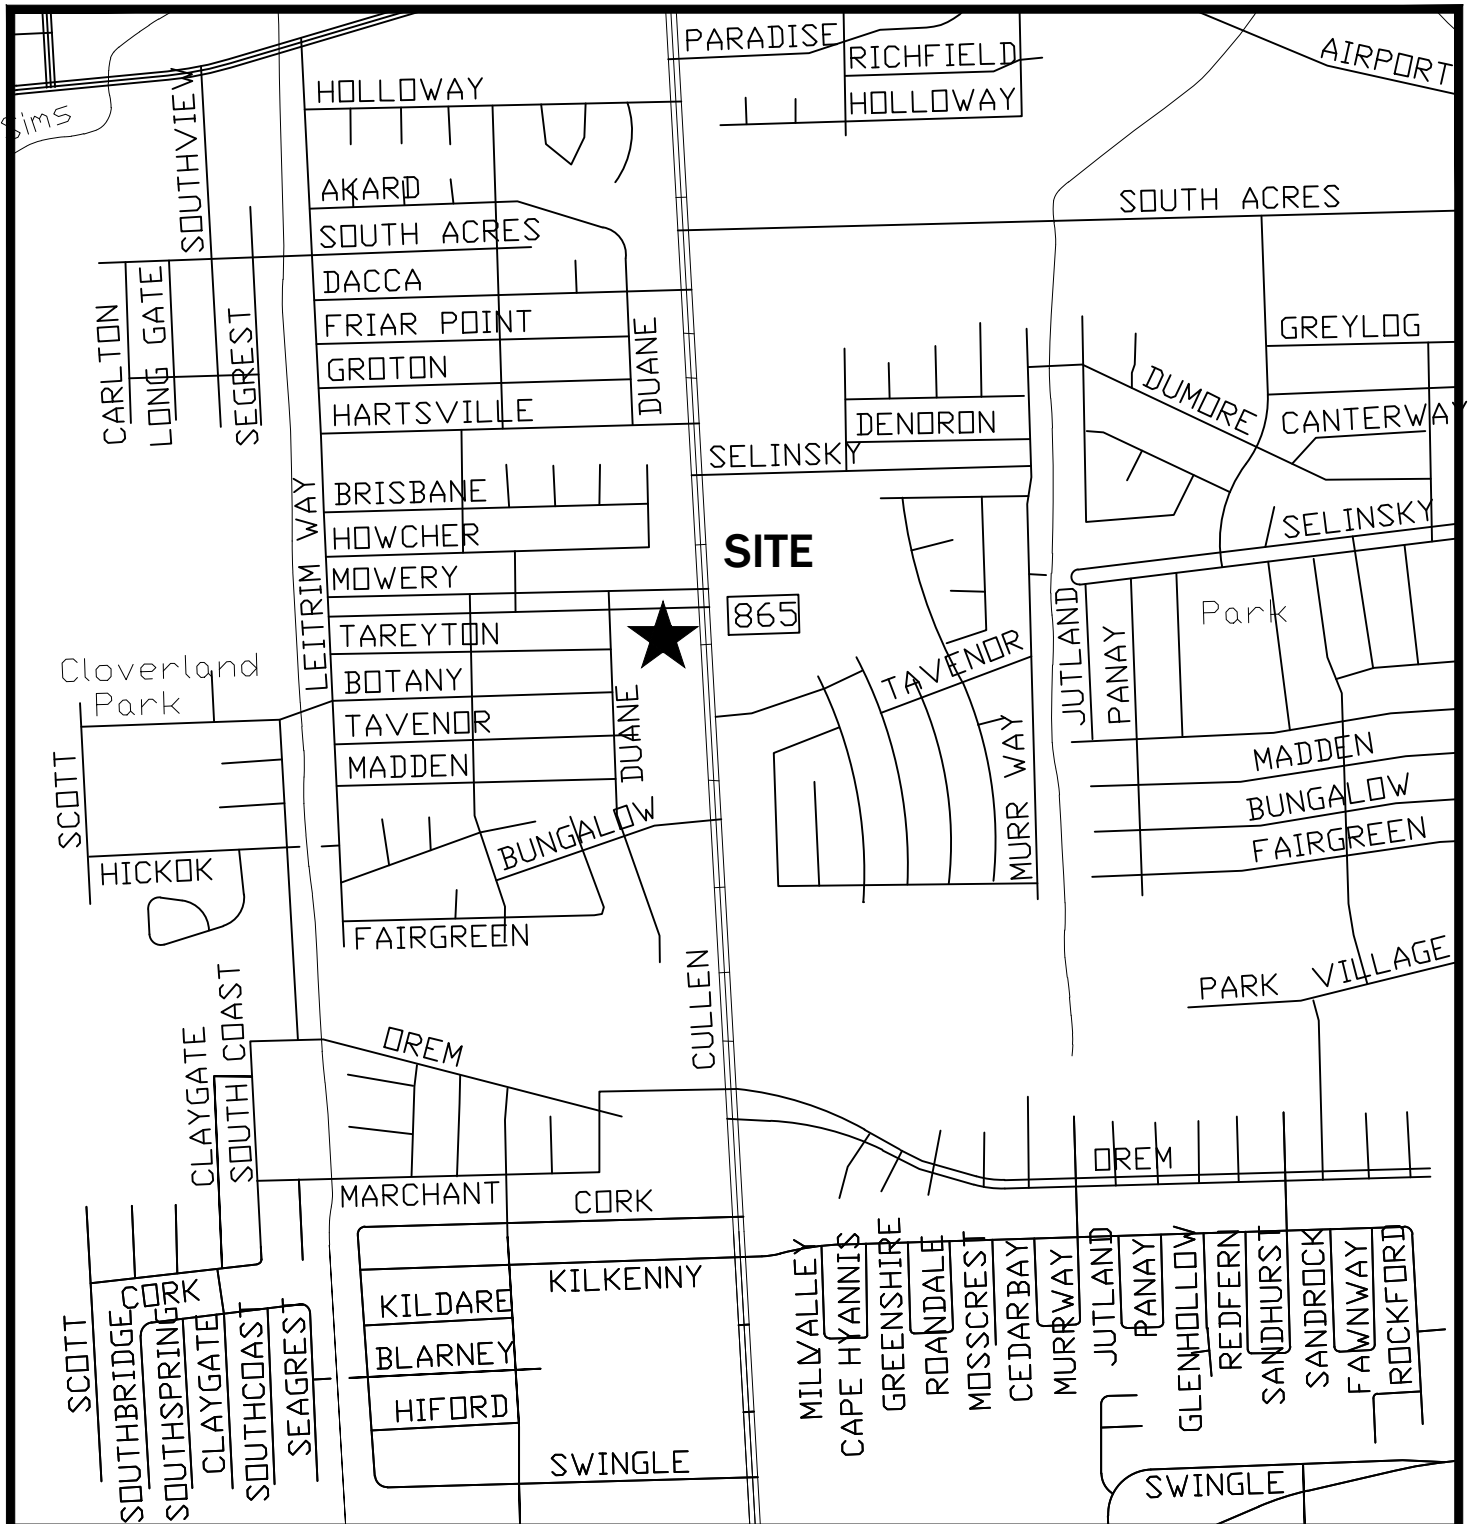 PARADISE
RICHFIELD
HOLLOWAY
AIRPORT
HOLLOWAY
Sims
SOUTHVIEW
AKARD
SOUTH ACRES
SOUTH ACRES
DACCA
FRIAR POINT
GROTON
HARTSVILLE
DUANE
CARLTON
LONG GATE
SEGREST
GREYLOG
DUMORE
CANTERWAY
DENORON
SELINSKY
SELINSKY
LEITRIM WAY
BRISBANE
HOWCHER
MOWERY
SITE
865
TAREYTON
BOTANY
TAVENOR
MADDEN
DUANE
TAVENOR
JUTLAND
PANAY
Park
Cloverland
Park
SCOTT
HICKOK
BUNGALOW
FAIRGREEN
MURR WAY
MADDEN
BUNGALOW
FAIRGREEN
CULLEN
PARK VILLAGE
CLAYGATE
SOUTH COAST
OREM
OREM
MARCHANT
CORK
KILKENNY
CORK
KILDARE
BLARNEY
HIFORD
SWINGLE
SCOTT
SOUTHBRIDGE
SOUTHSPRING
CLAYGATE
SOUTHCOAST
SEAGREST
MILLVALLEY
CAPE HYANNIS
GREENSHIRE
ROANDALE
MOSSCREST
CEDARBAY
MURRWAY
JUTLAND
PANAY
GLENHOLLOW
REDFERN
SANDHURST
SANDROCK
FAWNWAY
ROCKFORD
SWINGLE